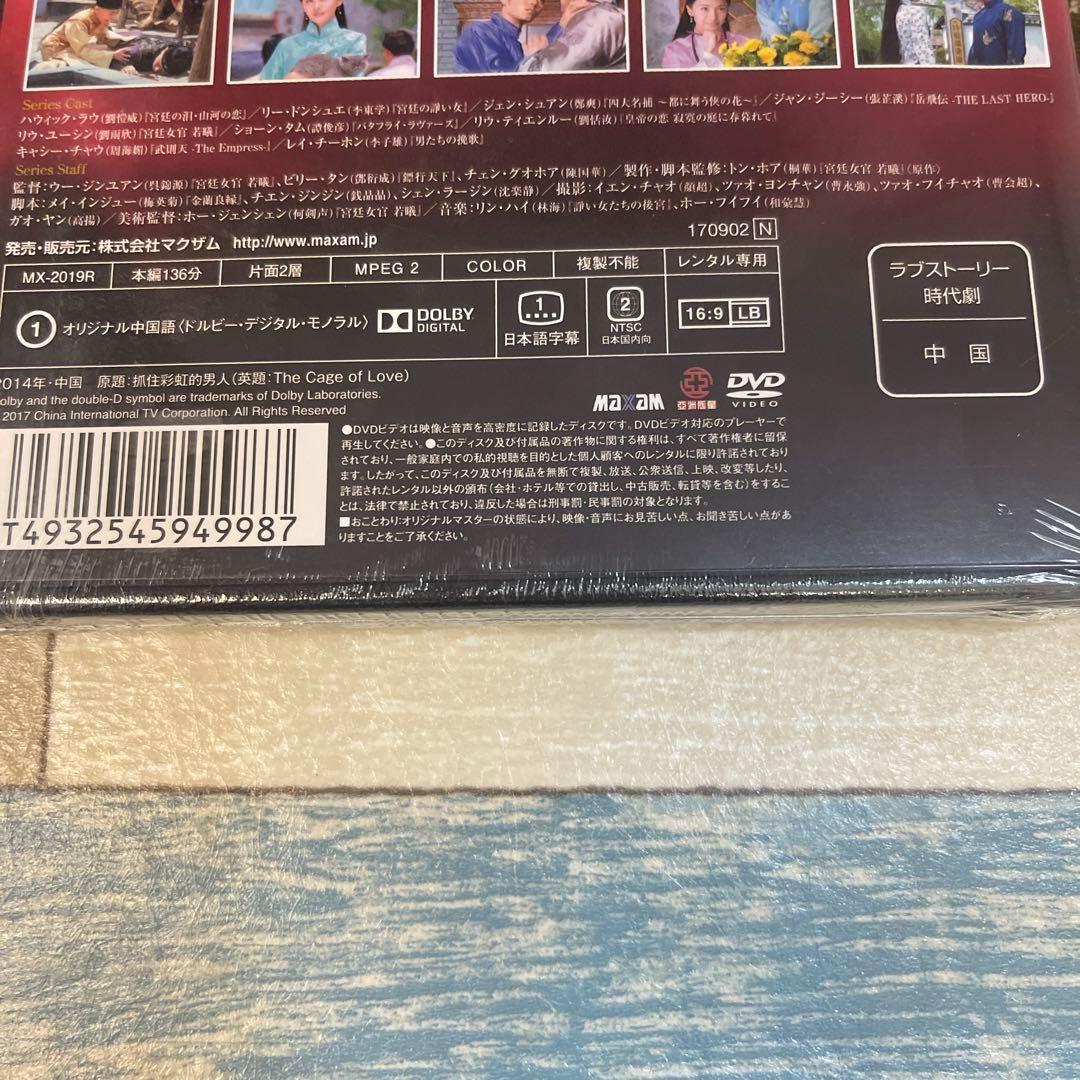 Series Cast
ハウィック・ラウ(劉愷威)『宮廷の泪・山河の恋』／リー・ドンシュエ(李東学)『宮廷の諍い女』／ジェン・シュアン(鄭爽)『四大名捕 ～都に舞う侠の花～』／ジャン・ジーシー(張芷渓)『岳飛伝 -THE LAST HERO-』
リウ・ユーシン(劉雨欣)『宮廷女官 若曦』／ショーン・タム(譚俊彦)『バタフライ・ラヴァーズ』／リウ・ティエンルー(劉恬汝)『皇帝の恋 寂寞の庭に春暮れて』
キャシー・チャウ(周海媚)『武則天 -The Empress-』／レイ・チーホン(李子雄)『男たちの挽歌』
Series Staff
監督：ウー・ジンユアン(呉錦源)『宮廷女官 若曦』、ビリー・タン(鄧衍成)『鏢行天下』、チェン・グオホア(陳国華)／製作・脚本監修：トン・ホア(桐華)『宮廷女官 若曦』(原作)
脚本：メイ・インジュー(梅英菊)『金蘭良縁』、チエン・ジンジン(銭晶晶)、シェン・ラージン(沈楽静)／撮影：イエン・チャオ(顔超)、ツァオ・ヨンチャン(曹永強)、ツァオ・フイチャオ(曹会超)、
ガオ・ヤン(高揚)／美術監督：ホー・ジェンシェン(何剣声)『宮廷女官 若曦』／音楽：リン・ハイ(林海)『諍い女たちの後宮』、ホー・フイフイ(和彙慧)
発売・販売元：株式会社マクザム http://www.maxam.jp
170902 N
MX-2019R 本編136分 片面2層 MPEG 2 COLOR 複製不能 レンタル専用
1 オリジナル中国語〈ドルビー・デジタル・モノラル〉 DOLBY DIGITAL
1 日本語字幕
2 NTSC 日本国内向
16:9 LB
ラブストーリー
時代劇
中 国
2014年・中国 原題：抓住彩虹的男人(英題：The Cage of Love)
olby and the double-D symbol are trademarks of Dolby Laboratories.
2017 China International TV Corporation. All Rights Reserved
MAXAM 亞洲四星 DVD VIDEO
●DVDビデオは映像と音声を高密度に記録したディスクです。DVDビデオ対応のプレーヤーで
再生してください。●このディスク及び付属品の著作物に関する権利は、すべて著作権者に留保
されており、一般家庭内での私的視聴を目的とした個人顧客へのレンタルに限り許諾されており
ます。したがって、このディスク及び付属品を無断で複製、放送、公衆送信、上映、改変等したり、
許諾されたレンタル以外の頒布(会社・ホテル等での貸出し、中古販売、転貸等を含む)をするこ
とは、法律で禁止されており、違反した場合は刑事罰・民事罰の対象となります。
■おことわり：オリジナルマスターの状態により、映像・音声にお見苦しい点、お聞き苦しい点があ
りますことをご了承ください。
T4932545949987